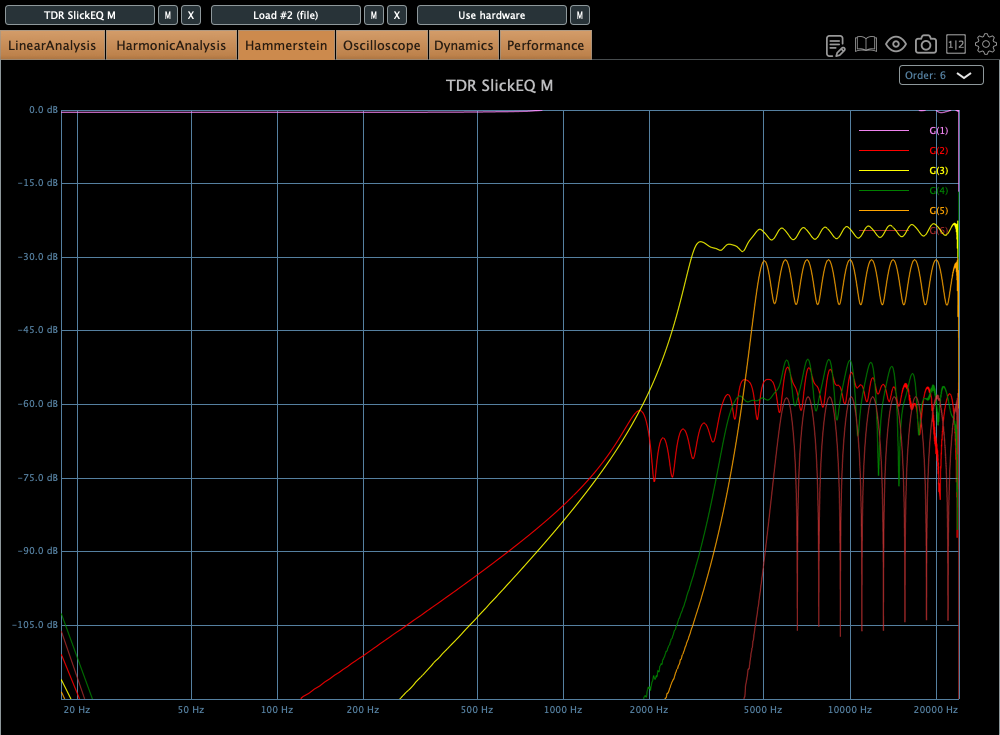 TDR SlickEQ M M X Load #2 (file) M X Use hardware M
LinearAnalysis HarmonicAnalysis Hammerstein Oscilloscope Dynamics Performance 1|2
Order: 6
TDR SlickEQ M
0.0 dB
G(1)
G(2)
G(3)
-15.0 dB
G(4)
G(5)
-30.0 dB
-45.0 dB
-60.0 dB
-75.0 dB
-90.0 dB
-105.0 dB
20 Hz 50 Hz 100 Hz 200 Hz 500 Hz 1000 Hz 2000 Hz 5000 Hz 10000 Hz 20000 Hz